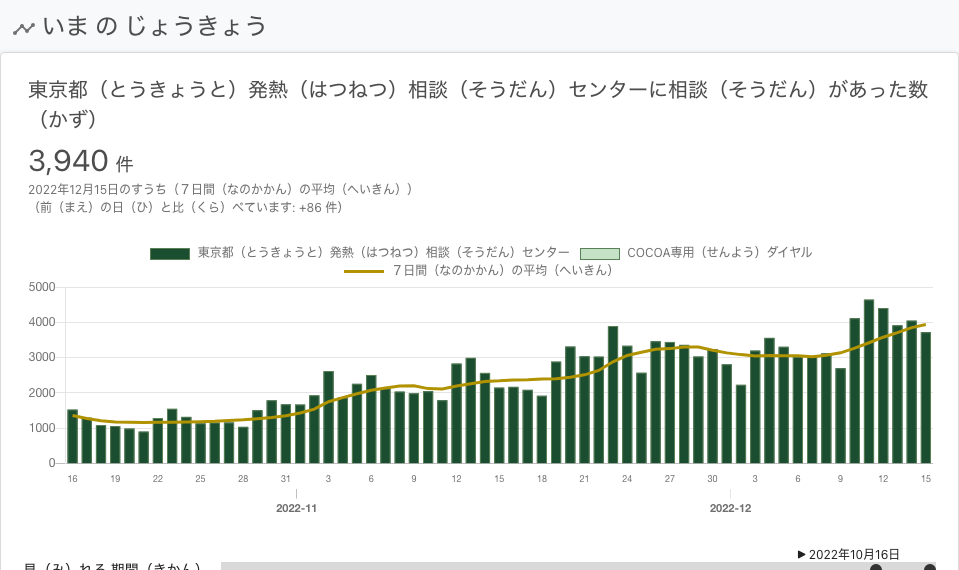 いま の じょうきょう
東京都（とうきょうと）発熱（はつねつ）相談（そうだん）センターに相談（そうだん）があった数
（かず）
3,940 件
2022年12月15日のすうち（７日間（なのかかん）の平均（へいきん））
（前（まえ）の日（ひ）と比（くら）べています: +86 件）
東京都（とうきょうと）発熱（はつねつ）相談（そうだん）センター COCOA専用（せんよう）ダイヤル
７日間（なのかかん）の平均（へいきん）
5000
4000
3000
2000
1000
0
16 19 22 25 28 31 3 6 9 12 15 18 21 24 27 30 3 6 9 12 15
2022-11 2022-12
▶ 2022年10月16日
見（み）れる 期間（きかん）